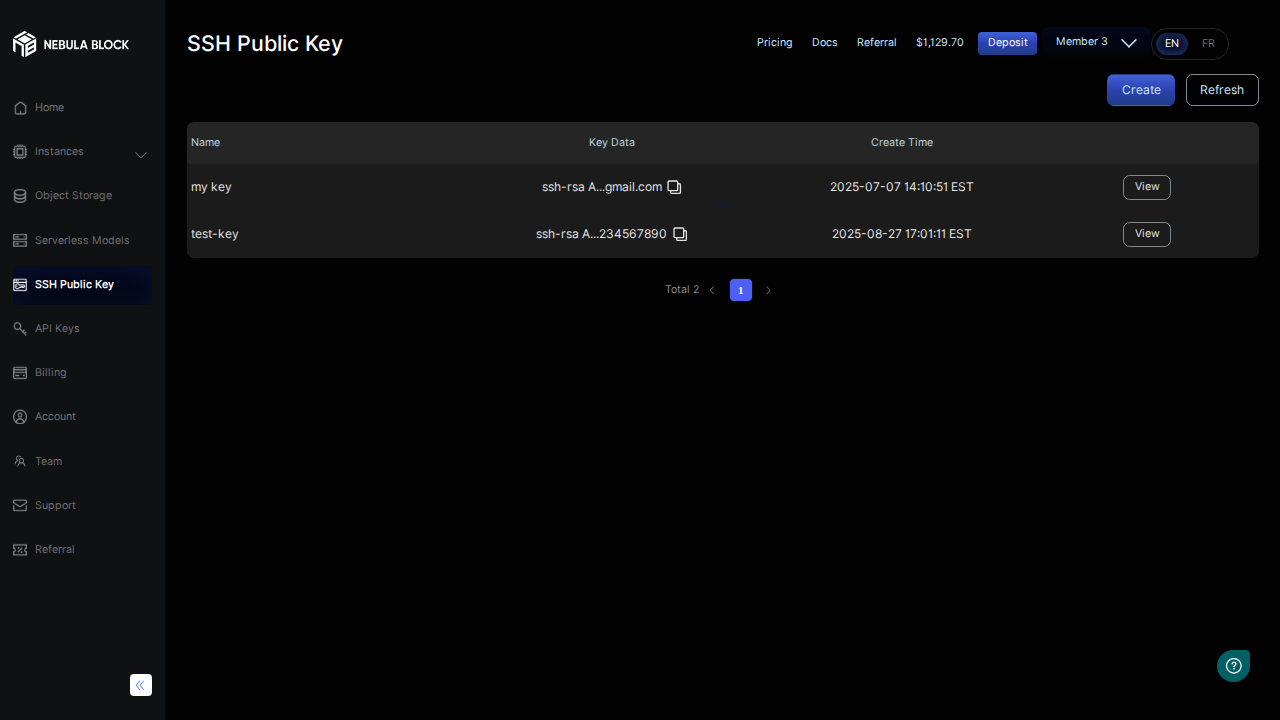 NEBULA BLOCK
Home
Instances
Object Storage
Serverless Models
SSH Public Key
API Keys
Billing
Account
Team
Support
Referral
SSH Public Key
Pricing Docs Referral $1,129.70 Deposit Member 3 EN FR
Create Refresh
Name Key Data Create Time
my key ssh-rsa A...gmail.com 2025-07-07 14:10:51 EST View
test-key ssh-rsa A...234567890 2025-08-27 17:01:11 EST View
Total 2 1